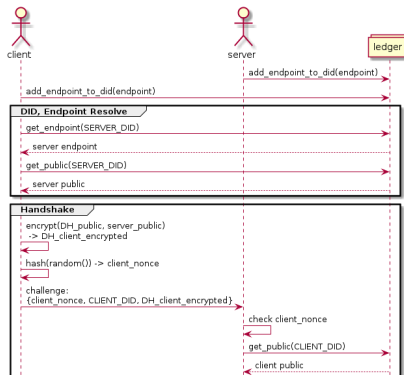 client
server
ledger
add_endpoint_to_did(endpoint)
add_endpoint_to_did(endpoint)
DID, Endpoint Resolve
get_endpoint(SERVER_DID)
server endpoint
get_public(SERVER_DID)
server public
Handshake
encrypt(DH_public, server_public)
-> DH_client_encrypted
hash(random()) -> client_nonce
challenge:
{client_nonce, CLIENT_DID, DH_client_encrypted}
check client_nonce
get_public(CLIENT_DID)
client public